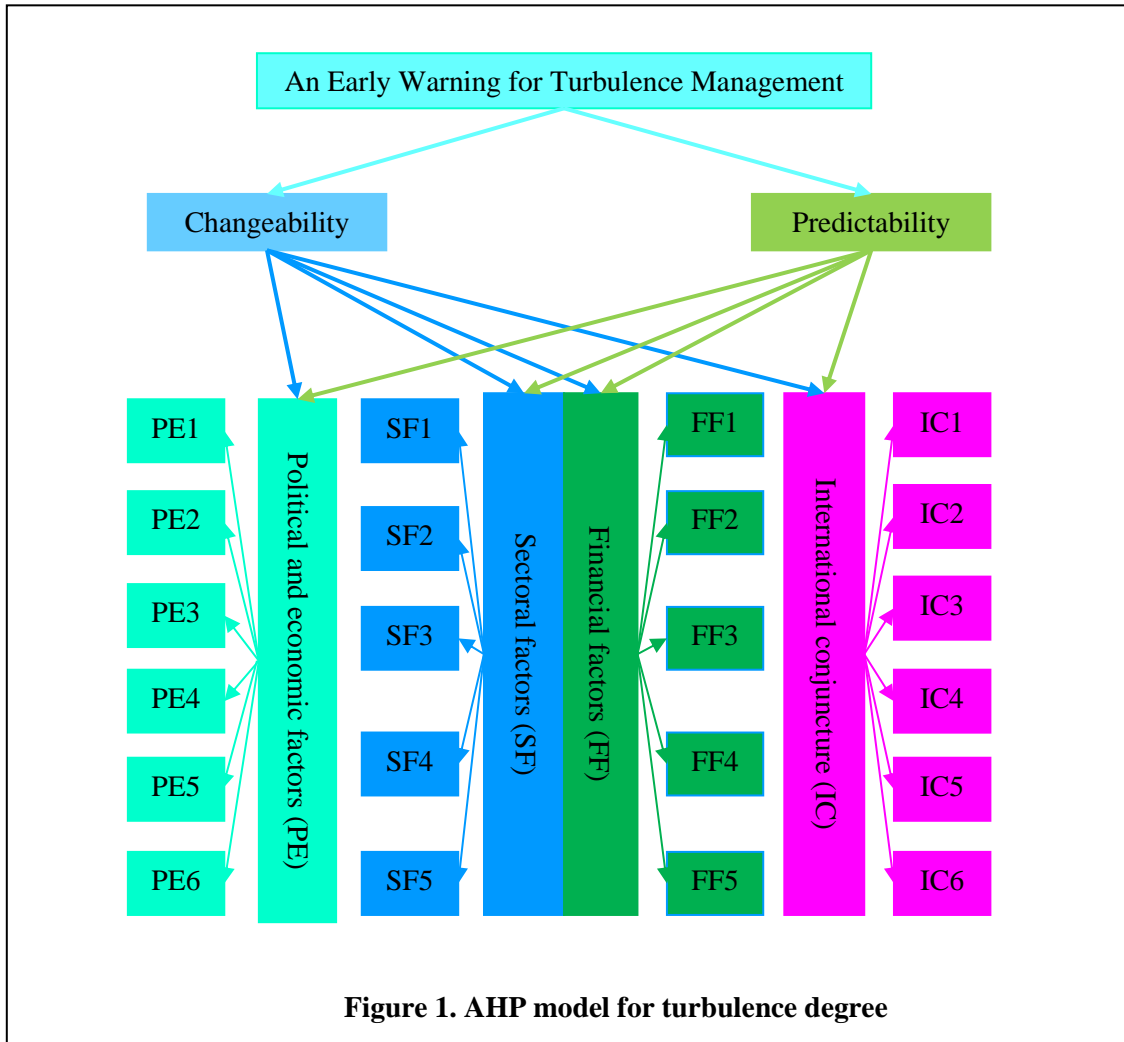 An Early Warning for Turbulence Management
Changeability
Predictability
PE1
PE2
PE3
PE4
PE5
PE6
Political and economic factors (PE)
SF1
SF2
SF3
SF4
SF5
Sectoral factors (SF)
Financial factors (FF)
FF1
FF2
FF3
FF4
FF5
International conjuncture (IC)
IC1
IC2
IC3
IC4
IC5
IC6
Figure 1. AHP model for turbulence degree